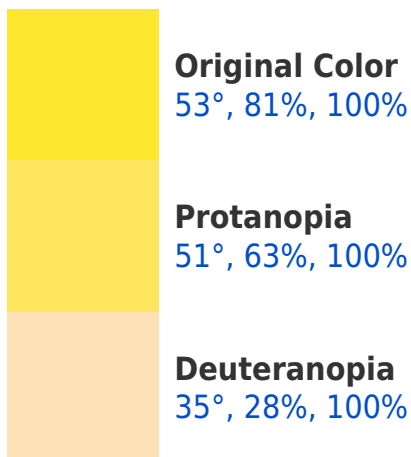 Original Color
53°, 81%, 100%
Protanopia
51°, 63%, 100%
Deuteranopia
35°, 28%, 100%